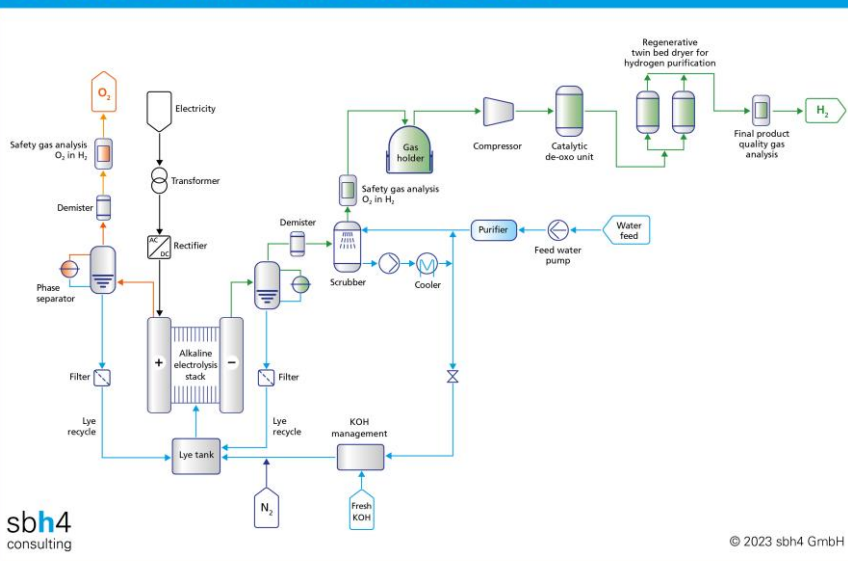 Regenerative
twin bed dryer for
hydrogen purification
O2
Electricity
H2
Safety gas analysis
O2 in H2
Gas
holder
Compressor
Catalytic
de-oxo unit
Final product
quality gas
analysis
Transformer
Safety gas analysis
O2 in H2
Demister
Demister
Purifier
Water
feed
AC
DC
Rectifier
Feed water
pump
Scrubber
Cooler
Phase
separator
+
Alkaline
electrolysis
stack
−
Filter
Filter
Lye
recycle
Lye
recycle
KOH
management
Lye tank
N2
Fresh
KOH
sbh4
consulting
© 2023 sbh4 GmbH